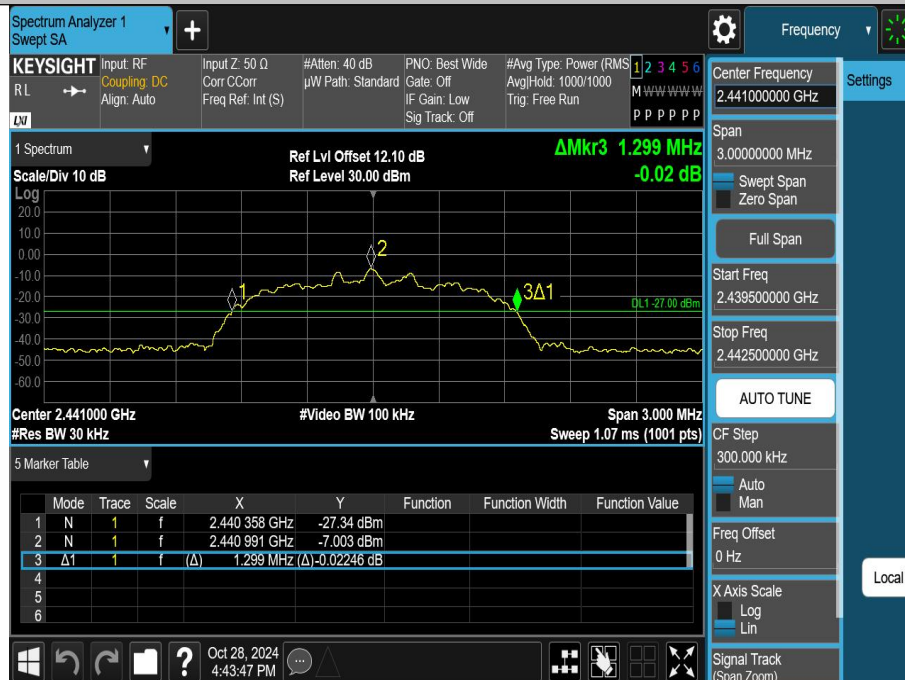 Spectrum Analyzer 1
Swept SA
+
Frequency
KEYSIGHT
RL
LXI
Input: RF
Coupling: DC
Align: Auto
Input Z: 50 Ω
Corr CCorr
Freq Ref: Int (S)
#Atten: 40 dB
µW Path: Standard
PNO: Best Wide
Gate: Off
IF Gain: Low
Sig Track: Off
#Avg Type: Power (RMS
Avg|Hold: 1000/1000
Trig: Free Run
1 2 3 4 5 6
M W W W W W
P P P P P P
1 Spectrum
Scale/Div 10 dB
Ref Lvl Offset 12.10 dB
Ref Level 30.00 dBm
ΔMkr3 1.299 MHz
-0.02 dB
Log
20.0
10.0
0.00
-10.0
-20.0
-30.0
-40.0
-50.0
-60.0
1
2
3Δ1
DL1 -27.00 dBm
Center 2.441000 GHz
#Video BW 100 kHz
Span 3.000 MHz
#Res BW 30 kHz
Sweep 1.07 ms (1001 pts)
5 Marker Table
Mode Trace Scale X Y Function Function Width Function Value
1 N 1 f 2.440 358 GHz -27.34 dBm
2 N 1 f 2.440 991 GHz -7.003 dBm
3 Δ1 1 f (Δ) 1.299 MHz (Δ) -0.02246 dB
4
5
6
?
Oct 28, 2024
4:43:47 PM
Center Frequency
2.441000000 GHz
Span
3.00000000 MHz
Swept Span
Zero Span
Full Span
Start Freq
2.439500000 GHz
Stop Freq
2.442500000 GHz
AUTO TUNE
CF Step
300.000 kHz
Auto
Man
Freq Offset
0 Hz
X Axis Scale
Log
Lin
Signal Track
(Span Zoom)
Settings
Local